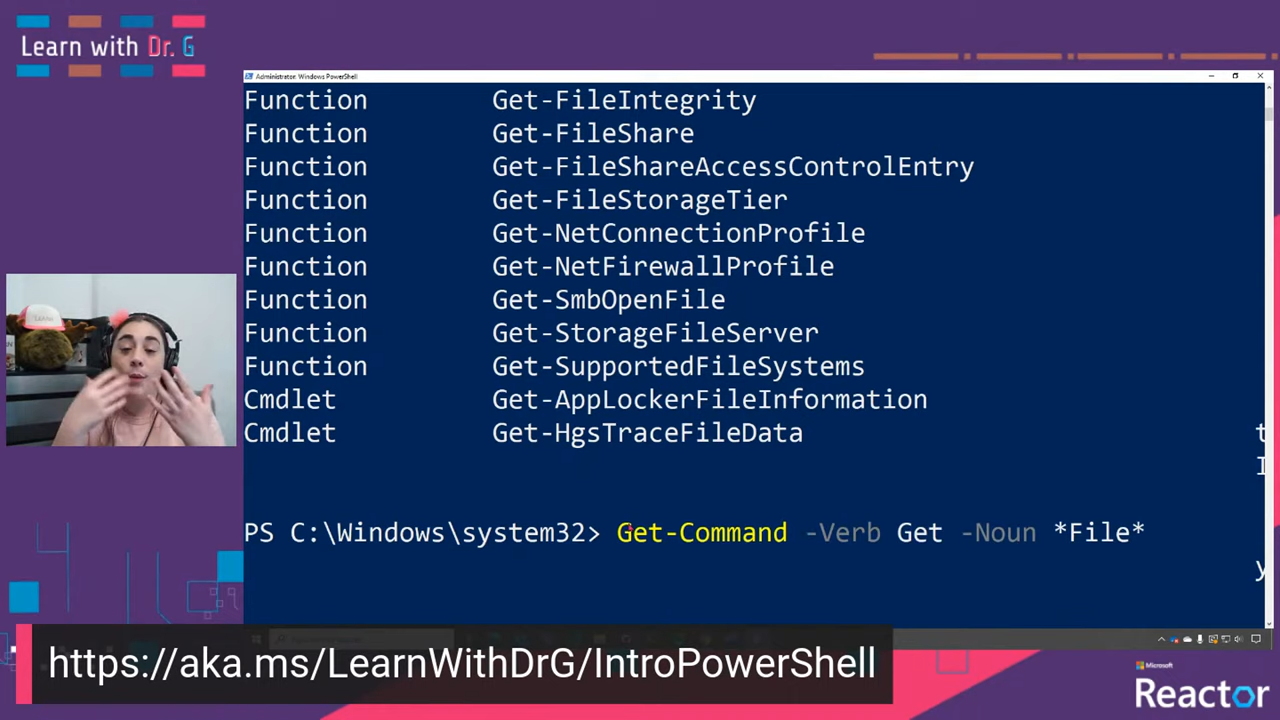 Learn with Dr. G
Administrator: Windows PowerShell
Function Get-FileIntegrity
Function Get-FileShare
Function Get-FileShareAccessControlEntry
Function Get-FileStorageTier
Function Get-NetConnectionProfile
Function Get-NetFirewallProfile
Function Get-SmbOpenFile
Function Get-StorageFileServer
Function Get-SupportedFileSystems
Cmdlet Get-AppLockerFileInformation
Cmdlet Get-HgsTraceFileData
PS C:\Windows\system32> Get-Command -Verb Get -Noun *File*
https://aka.ms/LearnWithDrG/IntroPowerShell
Microsoft
Reactor